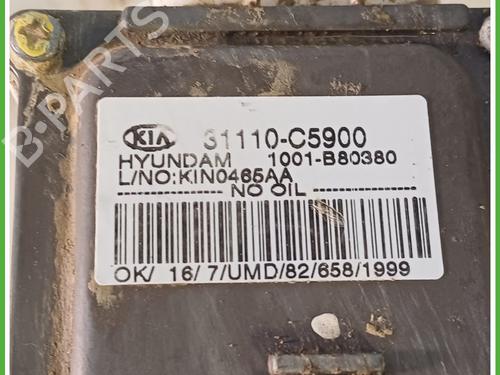 B-PARTS
KIA 31110-C5900
HYUNDAM 1001-B80380
L/NO:KIN0465AA
NO OIL
OK/ 16/ 7/UMD/82/658/1999